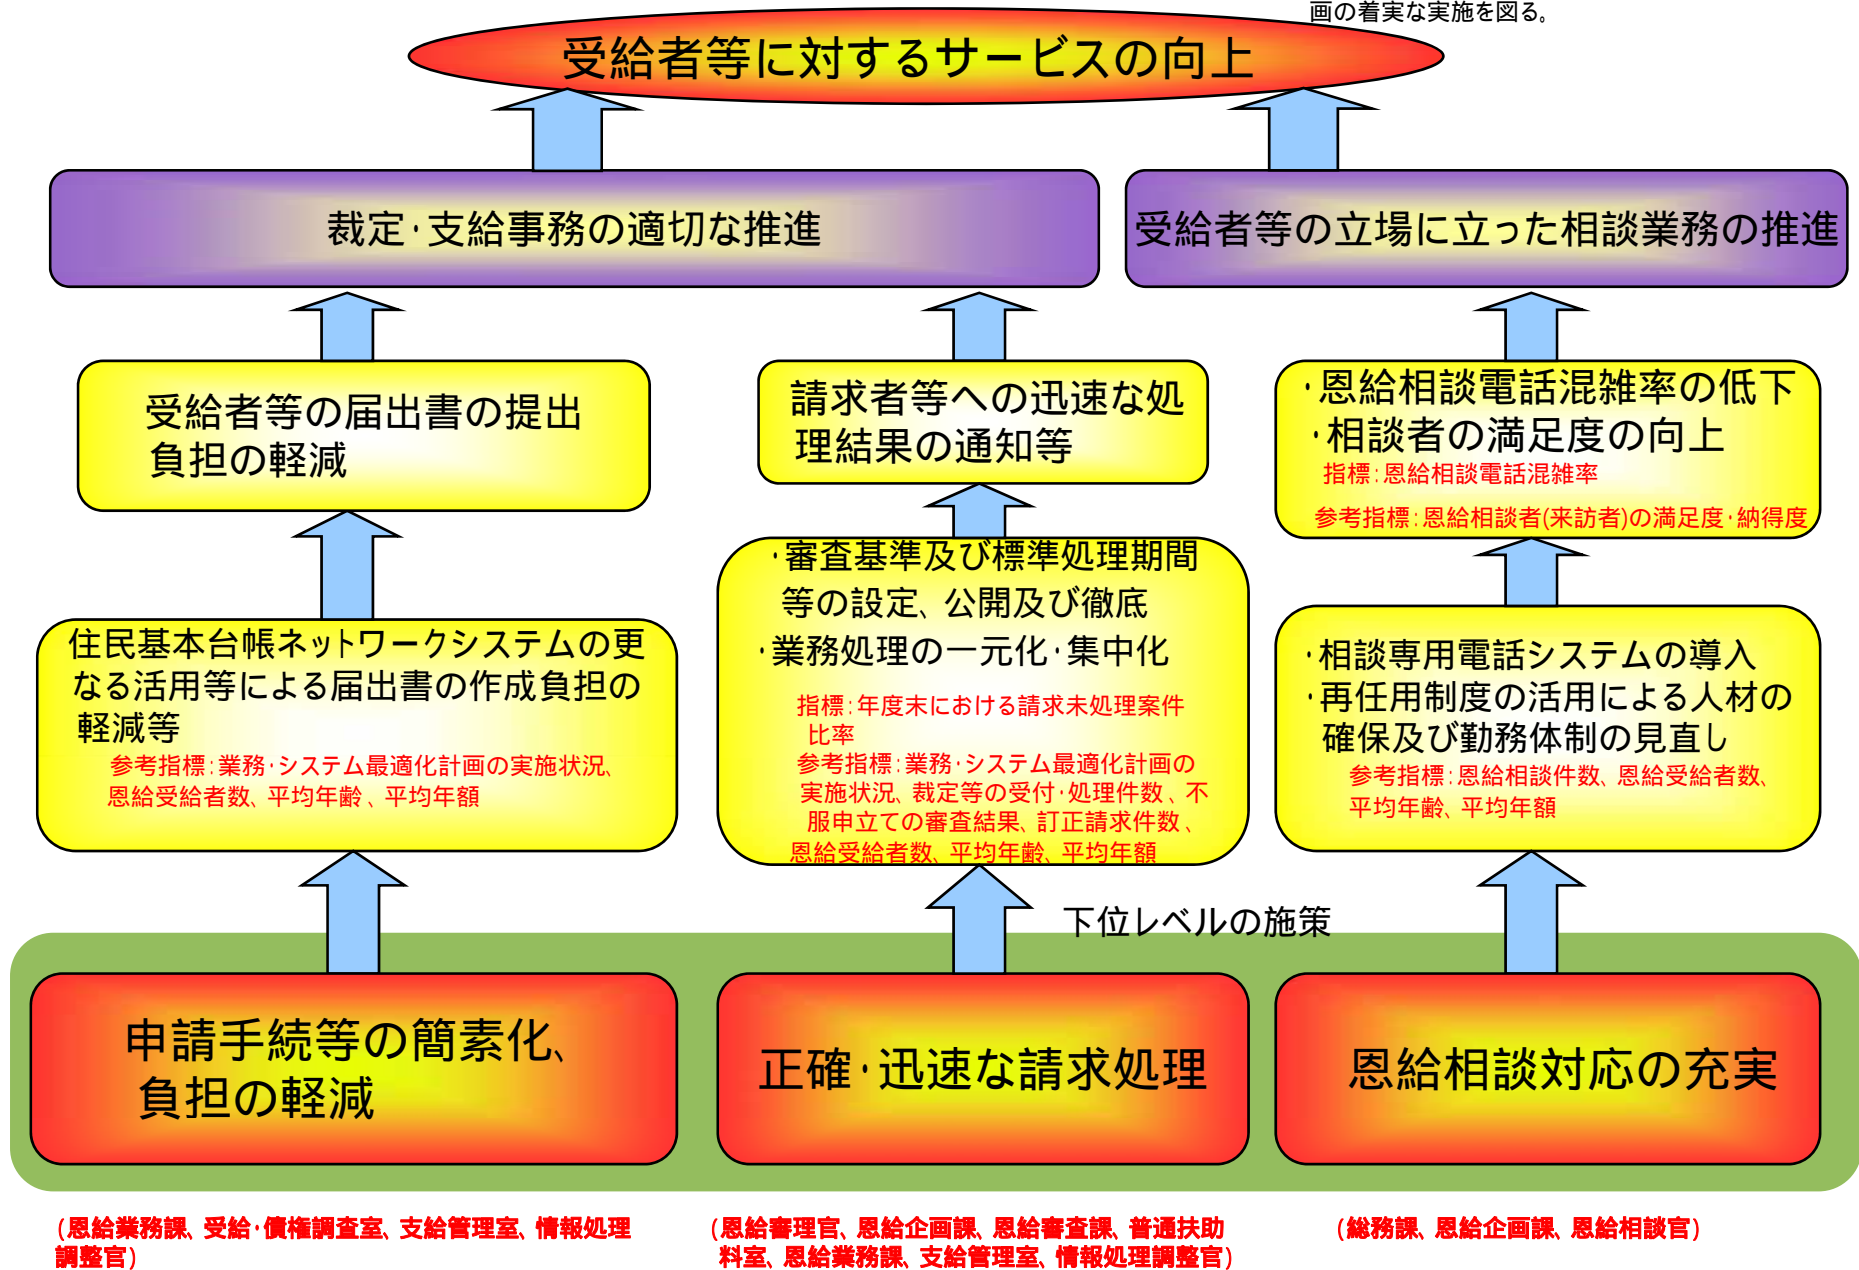 画の着実な実施を図る。
受給者等に対するサービスの向上
裁定・支給事務の適切な推進
受給者等の立場に立った相談業務の推進
受給者等の届出書の提出
負担の軽減
請求者等への迅速な処
理結果の通知等
・恩給相談電話混雑率の低下
・相談者の満足度の向上
指標：恩給相談電話混雑率
参考指標：恩給相談者(来訪者)の満足度・納得度
住民基本台帳ネットワークシステムの更
なる活用等による届出書の作成負担の
軽減等
参考指標：業務・システム最適化計画の実施状況、
恩給受給者数、平均年齢、平均年額
・審査基準及び標準処理期間
等の設定、公開及び徹底
・業務処理の一元化・集中化
指標：年度末における請求未処理案件
比率
参考指標：業務・システム最適化計画の
実施状況、裁定等の受付・処理件数、不
服申立ての審査結果、訂正請求件数、
恩給受給者数、平均年齢、平均年額
・相談専用電話システムの導入
・再任用制度の活用による人材の
確保及び勤務体制の見直し
参考指標：恩給相談件数、恩給受給者数、
平均年齢、平均年額
下位レベルの施策
申請手続等の簡素化、
負担の軽減
正確・迅速な請求処理
恩給相談対応の充実
（恩給業務課、受給・債権調査室、支給管理室、情報処理
調整官）
（恩給審理官、恩給企画課、恩給審査課、普通扶助
料室、恩給業務課、支給管理室、情報処理調整官）
（総務課、恩給企画課、恩給相談官）